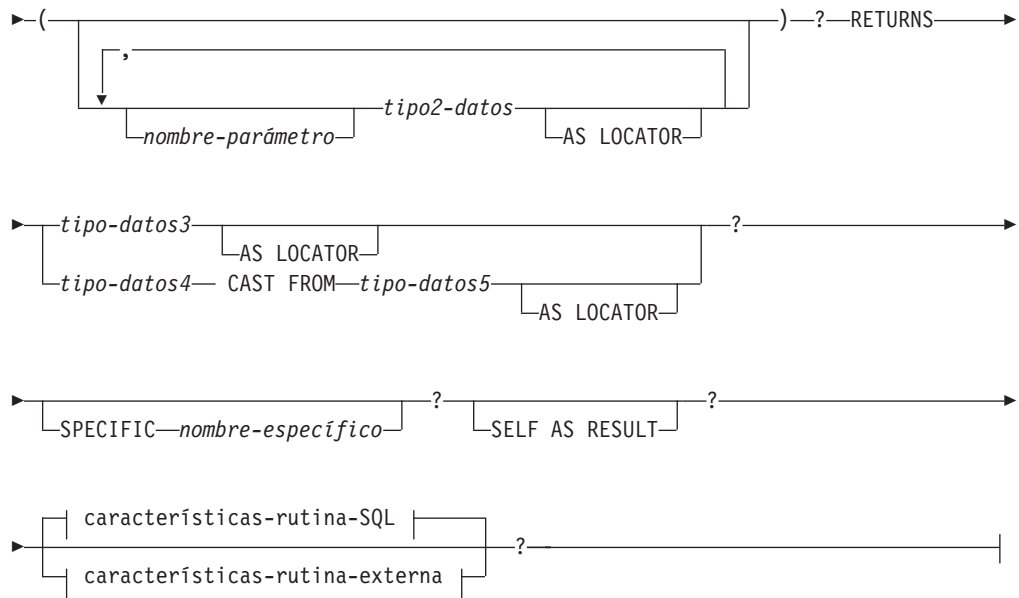 ( ) ? RETURNS
,
tipo2-datos
nombre-parámetro AS LOCATOR
tipo-datos3 ?
AS LOCATOR
tipo-datos4 CAST FROM tipo-datos5
AS LOCATOR
? ?
SPECIFIC nombre-específico SELF AS RESULT
características-rutina-SQL
?
características-rutina-externa